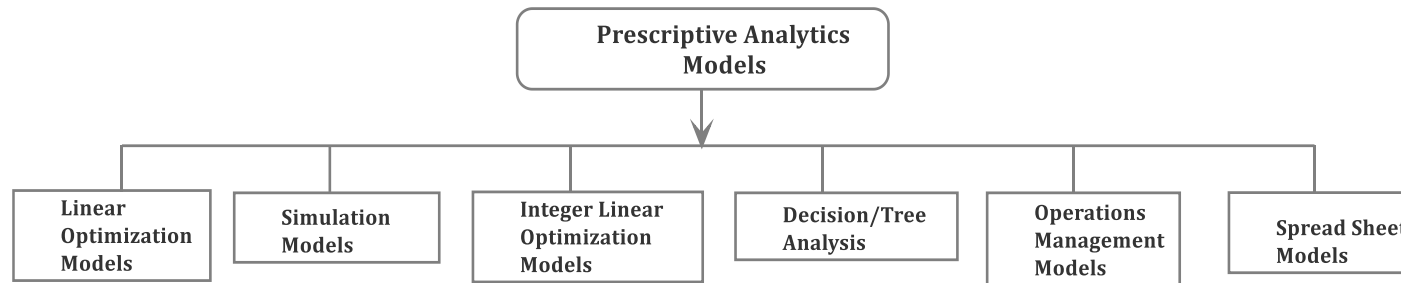 Prescriptive Analytics
Models
Linear
Optimization
Models
Simulation
Models
Integer Linear
Optimization
Models
Decision/Tree
Analysis
Operations
Management
Models
Spread Sheet
Models